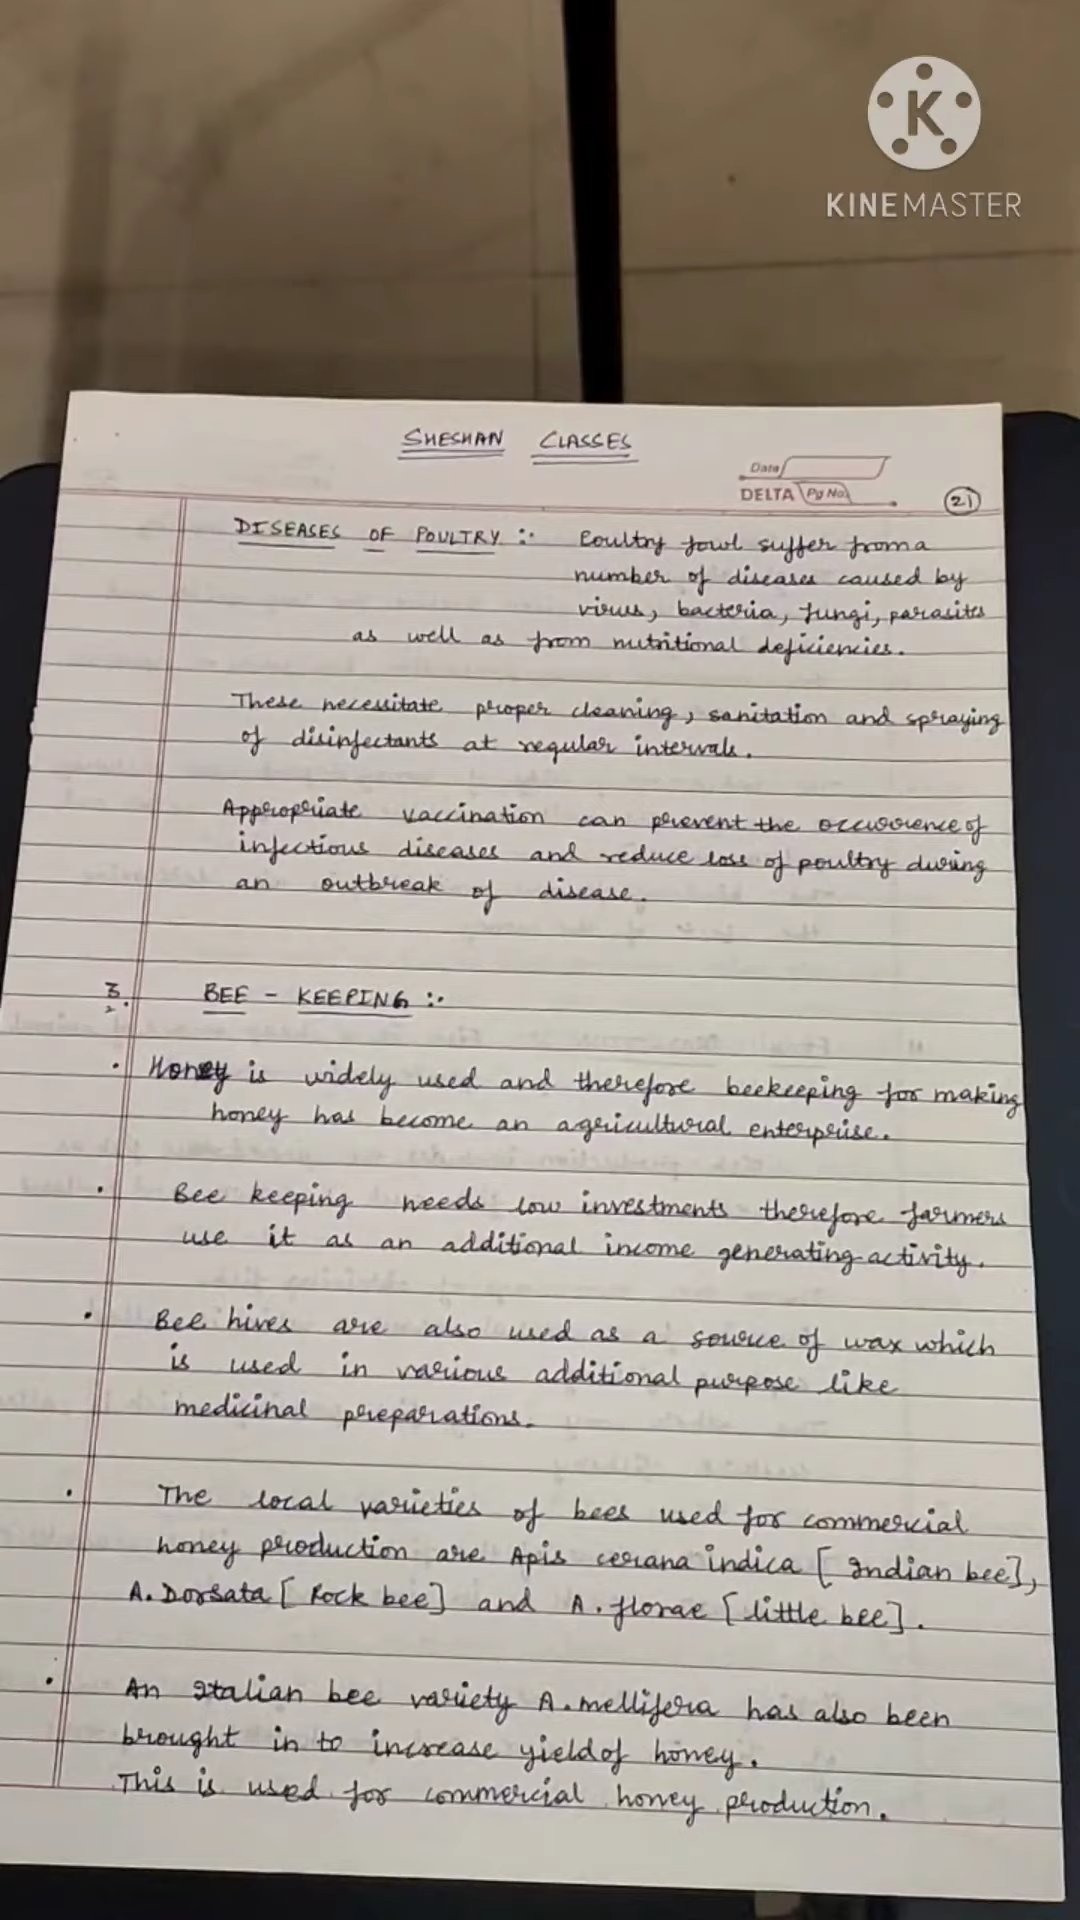 K
KINEMASTER
SHESHAN CLASSES
Date
DELTA Pg No.
21
DISEASES OF POULTRY :- Poultry fowl suffer from a
number of diseases caused by
virus, bacteria, fungi, parasites
as well as from nutritional deficiencies.
These necessitate proper cleaning, sanitation and spraying
of disinfectants at regular intervals.
Appropriate vaccination can prevent the occurrence of
infectious diseases and reduce loss of poultry during
an outbreak of disease.
3. BEE - KEEPING :-
• Honey is widely used and therefore beekeeping for making
honey has become an agricultural enterprise.
• Bee keeping needs low investments therefore farmers
use it as an additional income generating activity.
• Bee hives are also used as a source of wax which
is used in various additional purpose like
medicinal preparations.
• The local varieties of bees used for commercial
honey production are Apis cerana indica [Indian bee],
A. Dorsata [Rock bee] and A. florae [little bee].
• An Italian bee variety A. mellifera has also been
brought in to increase yield of honey.
This is used for commercial honey production.